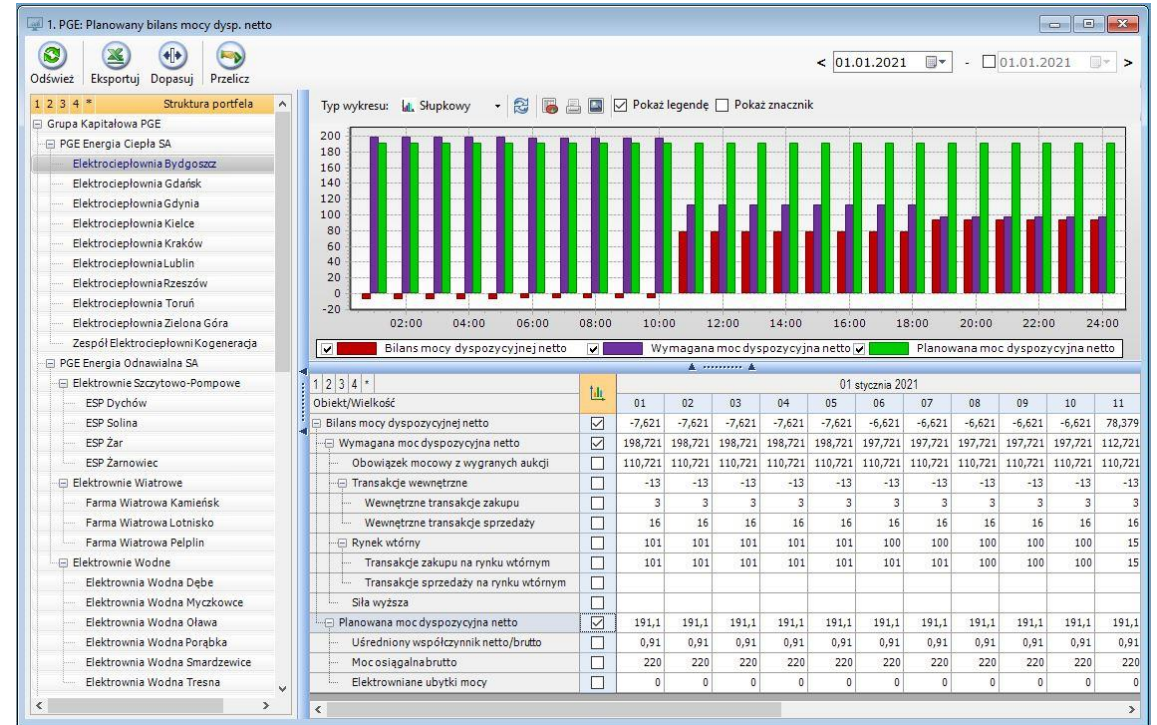 1. PGE: Planowany bilans mocy dysp. netto
Odśwież Eksportuj Dopasuj Przelicz
< 01.01.2021 - 01.01.2021 >
1 2 3 4 * Struktura portfela
Grupa Kapitałowa PGE
PGE Energia Ciepła SA
Elektrociepłownia Bydgoszcz
Elektrociepłownia Gdańsk
Elektrociepłownia Gdynia
Elektrociepłownia Kielce
Elektrociepłownia Kraków
Elektrociepłownia Lublin
Elektrociepłownia Rzeszów
Elektrociepłownia Toruń
Elektrociepłownia Zielona Góra
Zespół Elektrociepłowni Kogeneracja
PGE Energia Odnawialna SA
Elektrownie Szczytowo-Pompowe
ESP Dychów
ESP Solina
ESP Żar
ESP Żarnowiec
Elektrownie Wiatrowe
Farma Wiatrowa Kamieńsk
Farma Wiatrowa Lotnisko
Farma Wiatrowa Pelplin
Elektrownie Wodne
Elektrownia Wodna Dębe
Elektrownia Wodna Myczkowce
Elektrownia Wodna Oława
Elektrownia Wodna Porąbka
Elektrownia Wodna Smardzewice
Elektrownia Wodna Tresna
Typ wykresu: Słupkowy Pokaż legendę Pokaż znacznik
200
180
160
140
120
100
80
60
40
20
0
-20
02:00 04:00 06:00 08:00 10:00 12:00 14:00 16:00 18:00 20:00 22:00 24:00
Bilans mocy dyspozycyjnej netto Wymagana moc dyspozycyjna netto Planowana moc dyspozycyjna netto
1 2 3 4 * 01 stycznia 2021
Obiekt/Wielkość 01 02 03 04 05 06 07 08 09 10 11
Bilans mocy dyspozycyjnej netto -7,621 -7,621 -7,621 -7,621 -7,621 -6,621 -6,621 -6,621 -6,621 -6,621 78,379
Wymagana moc dyspozycyjna netto 198,721 198,721 198,721 198,721 198,721 197,721 197,721 197,721 197,721 197,721 112,721
Obowiązek mocowy z wygranych aukcji 110,721 110,721 110,721 110,721 110,721 110,721 110,721 110,721 110,721 110,721 110,721
Transakcje wewnętrzne -13 -13 -13 -13 -13 -13 -13 -13 -13 -13 -13
Wewnętrzne transakcje zakupu 3 3 3 3 3 3 3 3 3 3 3
Wewnętrzne transakcje sprzedaży 16 16 16 16 16 16 16 16 16 16 16
Rynek wtórny 101 101 101 101 101 100 100 100 100 100 15
Transakcje zakupu na rynku wtórnym 101 101 101 101 101 100 100 100 100 100 15
Transakcje sprzedaży na rynku wtórnym
Siła wyższa
Planowana moc dyspozycyjna netto 191,1 191,1 191,1 191,1 191,1 191,1 191,1 191,1 191,1 191,1 191,1
Uśredniony współczynnik netto/brutto 0,91 0,91 0,91 0,91 0,91 0,91 0,91 0,91 0,91 0,91 0,91
Moc osiągalna brutto 220 220 220 220 220 220 220 220 220 220 220
Elektrowniane ubytki mocy 0 0 0 0 0 0 0 0 0 0 0